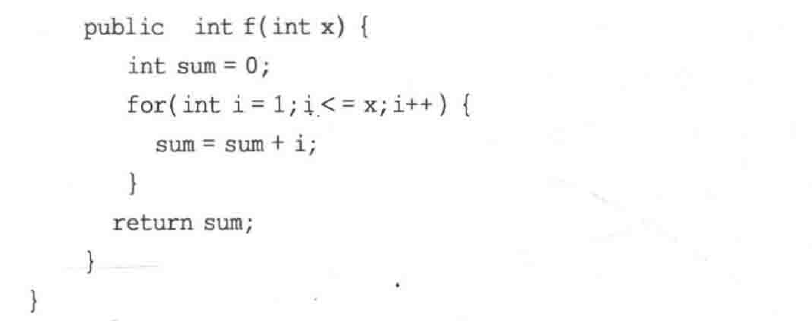 public  int f(int x) {
int sum = 0;
for(int i = 1;i<= x;i++) {
sum = sum + i;
}
return sum;
}
}